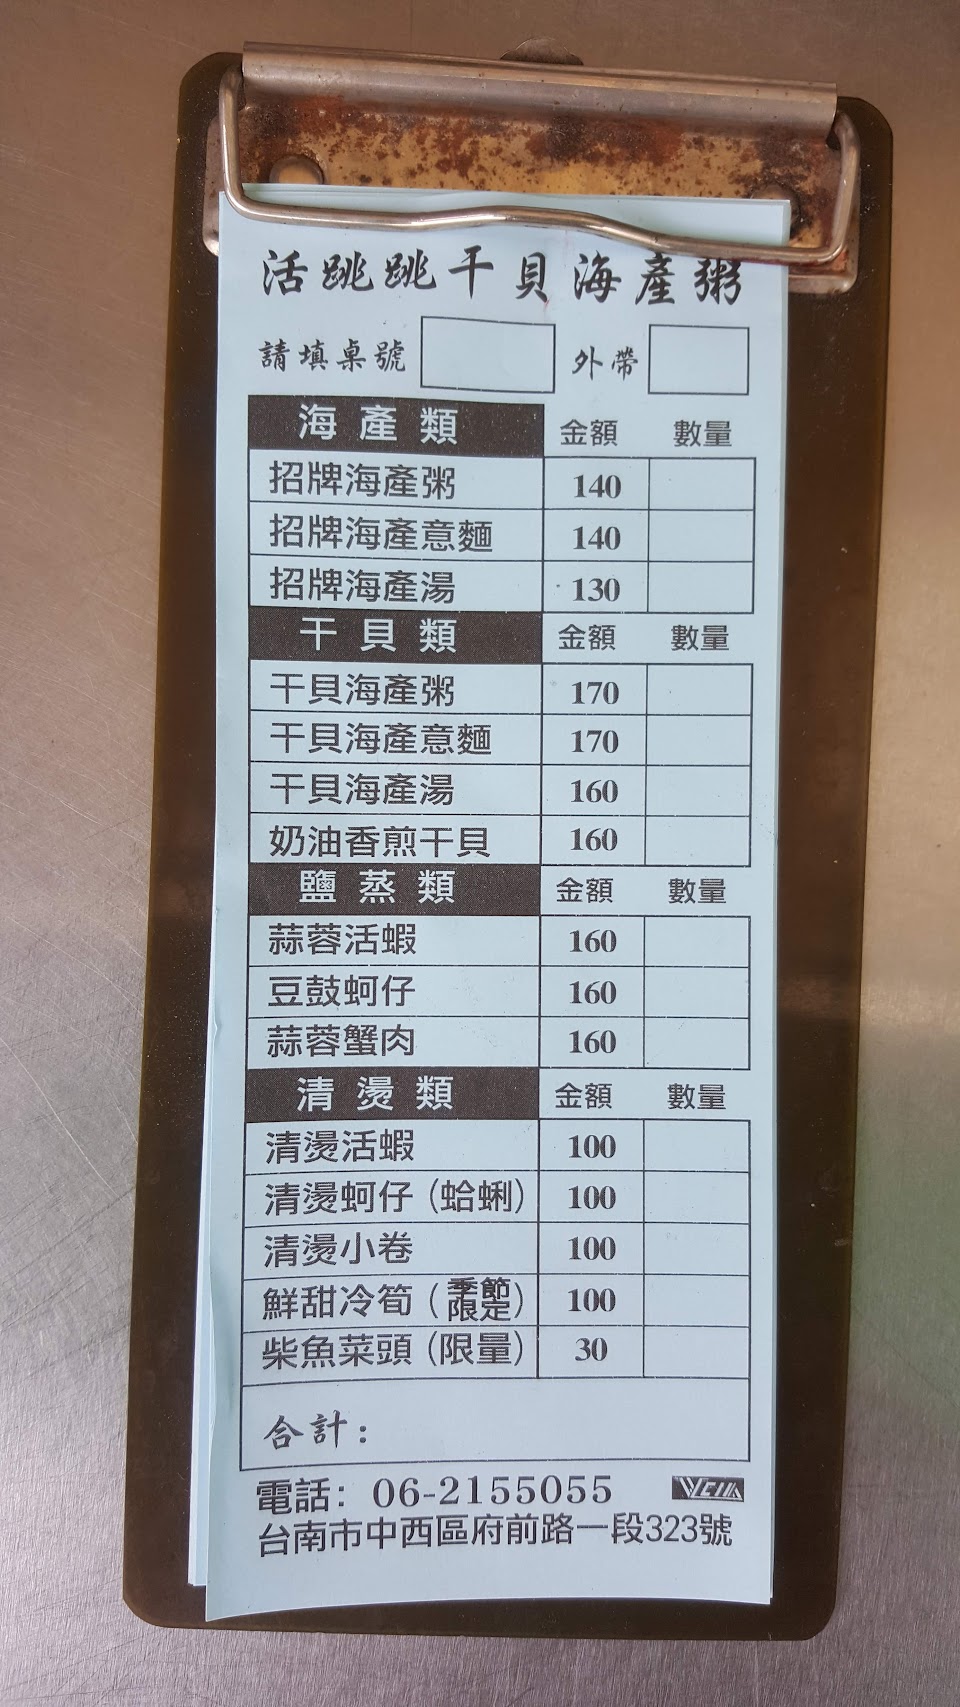 活跳跳干貝海產粥
請填桌號 外帶
海產類 金額 數量
招牌海產粥 140
招牌海產意麵 140
招牌海產湯 130
干貝類 金額 數量
干貝海產粥 170
干貝海產意麵 170
干貝海產湯 160
奶油香煎干貝 160
鹽蒸類 金額 數量
蒜蓉活蝦 160
豆鼓蚵仔 160
蒜蓉蟹肉 160
清燙類 金額 數量
清燙活蝦 100
清燙蚵仔(蛤蜊) 100
清燙小卷 100
鮮甜冷筍(季節限定) 100
柴魚菜頭(限量) 30
合計:
電話: 06-2155055
台南市中西區府前路一段323號